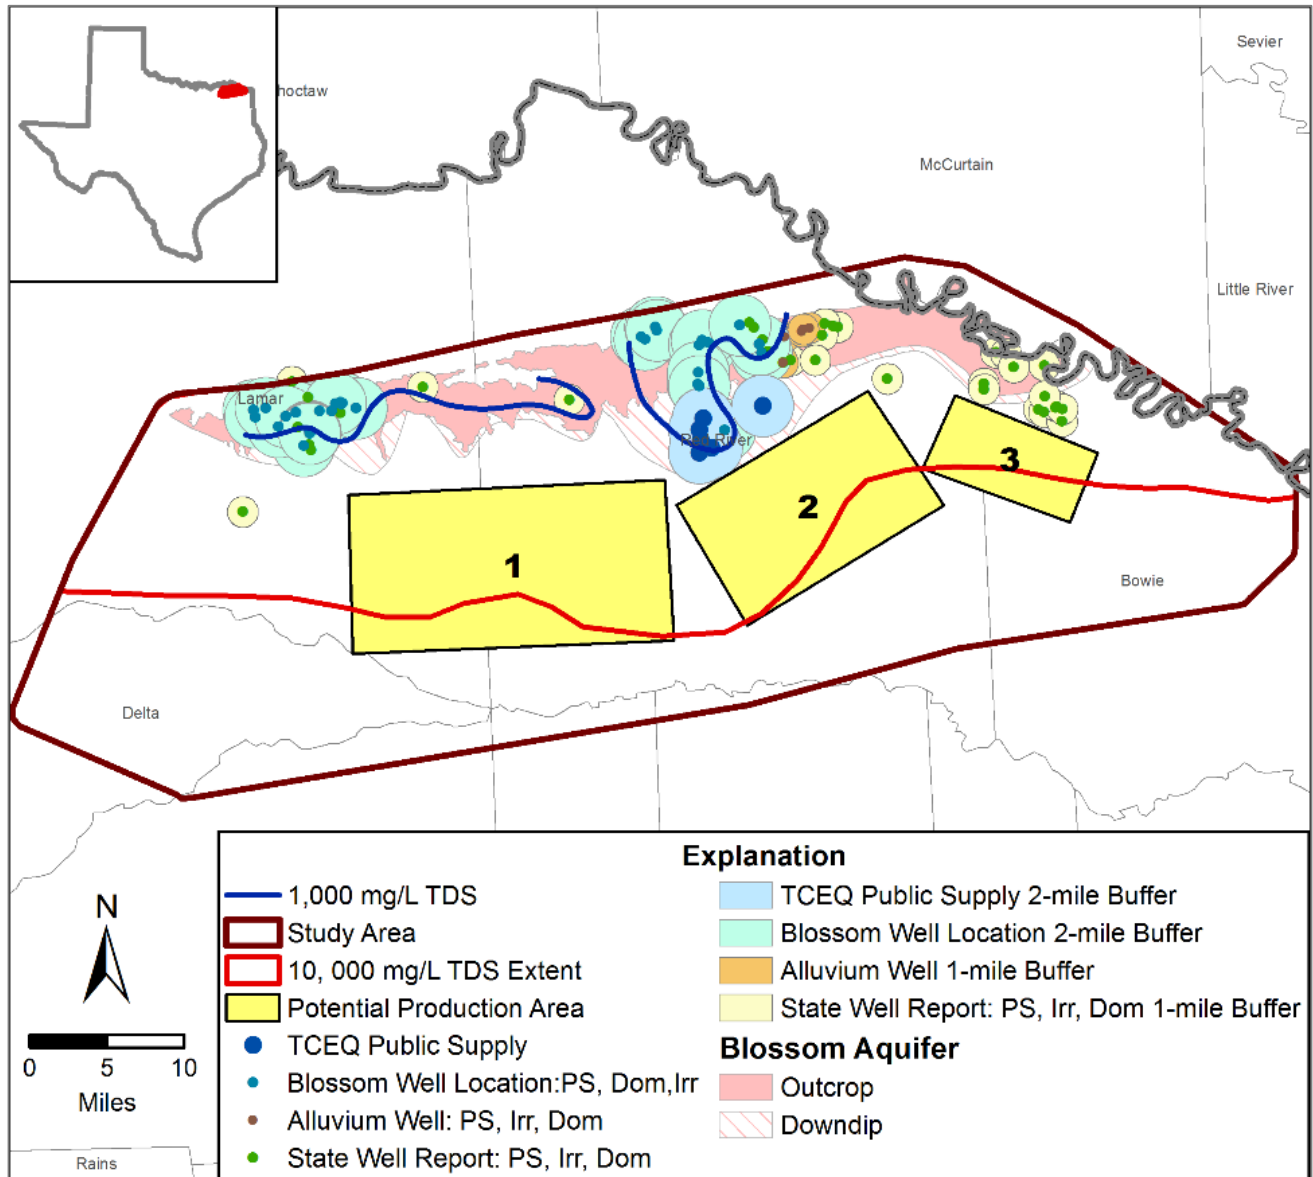 Sevier
hoctaw
McCurtain
Little River
Lamar
Red River
3
2
1
Bowie
Delta
Explanation
1,000 mg/L TDS
Study Area
10, 000 mg/L TDS Extent
Potential Production Area
TCEQ Public Supply
Blossom Well Location:PS, Dom,Irr
Alluvium Well: PS, Irr, Dom
State Well Report: PS, Irr, Dom
TCEQ Public Supply 2-mile Buffer
Blossom Well Location 2-mile Buffer
Alluvium Well 1-mile Buffer
State Well Report: PS, Irr, Dom 1-mile Buffer
Blossom Aquifer
Outcrop
Downdip
N
0 5 10
Miles
Rains